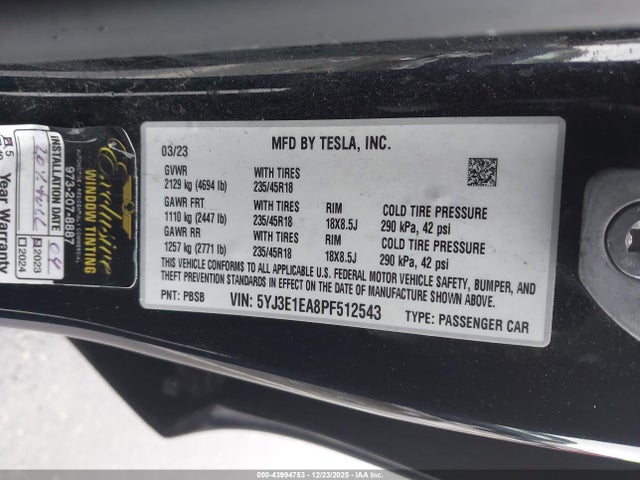 MFD BY TESLA, INC.
03/23
GVWR WITH TIRES
2129 kg (4694 lb) 235/45R18
GAWR FRT WITH TIRES RIM COLD TIRE PRESSURE
1110 kg (2447 lb) 235/45R18 18X8.5J 290 kPa, 42 psi
GAWR RR WITH TIRES RIM COLD TIRE PRESSURE
1257 kg (2771 lb) 235/45R18 18X8.5J 290 kPa, 42 psi
THIS VEHICLE CONFORMS TO ALL U.S. FEDERAL MOTOR VEHICLE SAFETY, BUMPER, AND
THEFT PREVENTION STANDARDS IN EFFECT ON THE DATE OF MANUFACTURE SHOWN ABOVE.
PNT: PBSB VIN: 5YJ3E1EA8PF512543 TYPE: PASSENGER CAR
Exclusive
WINDOW TINTING
973-207-8887
INSTALLATION DATE
Year Warranty
2023
2024
000-43994753 - 12/23/2025 -